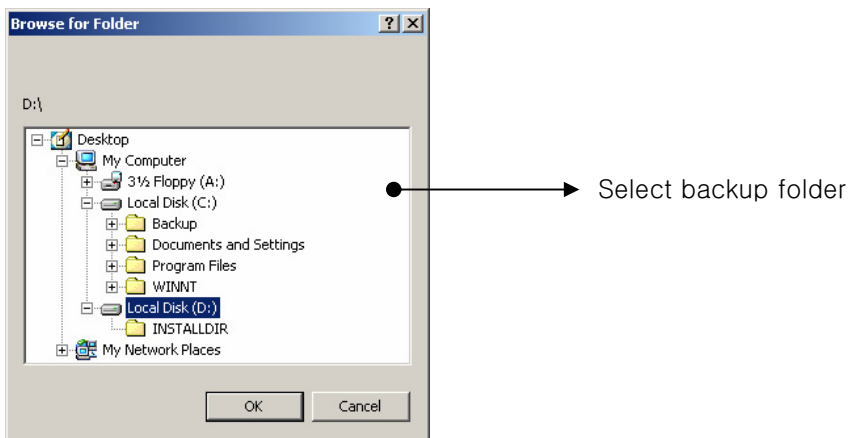 Browse for Folder
D:\
Desktop
My Computer
3½ Floppy (A:)
Local Disk (C:)
Backup
Documents and Settings
Program Files
WINNT
Local Disk (D:)
INSTALLDIR
My Network Places
Select backup folder
OK Cancel